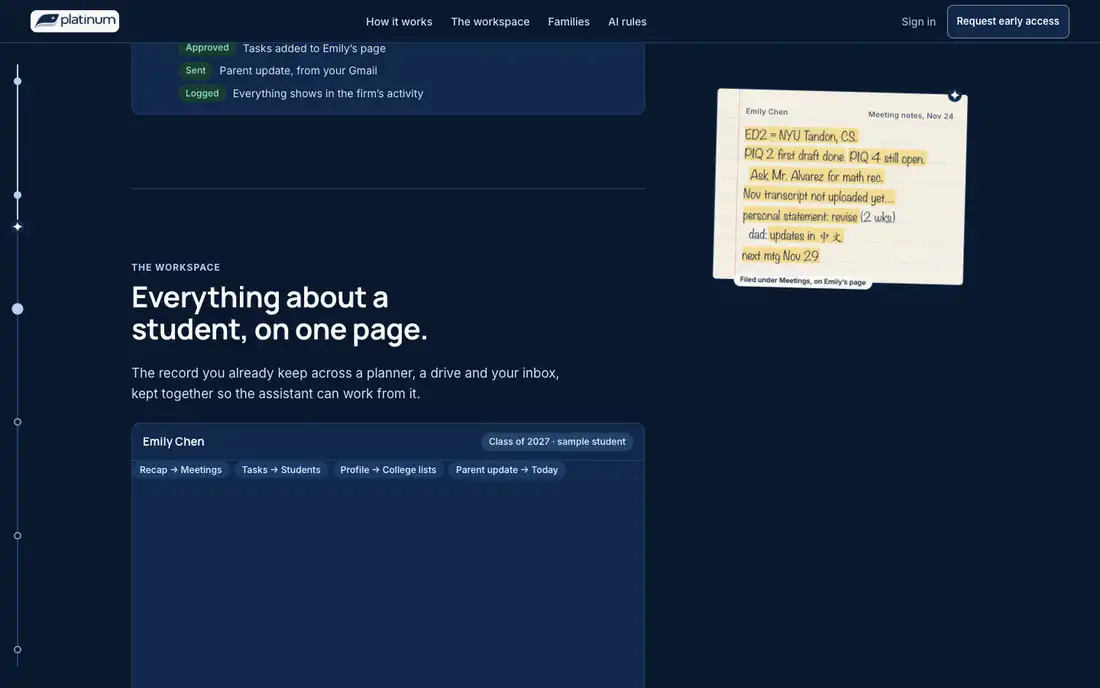 platinum
How it works The workspace Families AI rules
Sign in Request early access
Approved Tasks added to Emily's page
Sent Parent update, from your Gmail
Logged Everything shows in the firm's activity
Emily Chen Meeting notes, Nov 24
ED2 = NYU Tandon, CS.
PIQ 2 first draft done. PIQ 4 still open.
Ask Mr. Alvarez for math rec.
Nov transcript not uploaded yet...
personal statement: revise (2 wks)
dad: updates in 中文
next mtg Nov 29
Filed under Meetings, on Emily's page
THE WORKSPACE
Everything about a
student, on one page.
The record you already keep across a planner, a drive and your inbox,
kept together so the assistant can work from it.
Emily Chen Class of 2027 · sample student
Recap → Meetings Tasks → Students Profile → College lists Parent update → Today